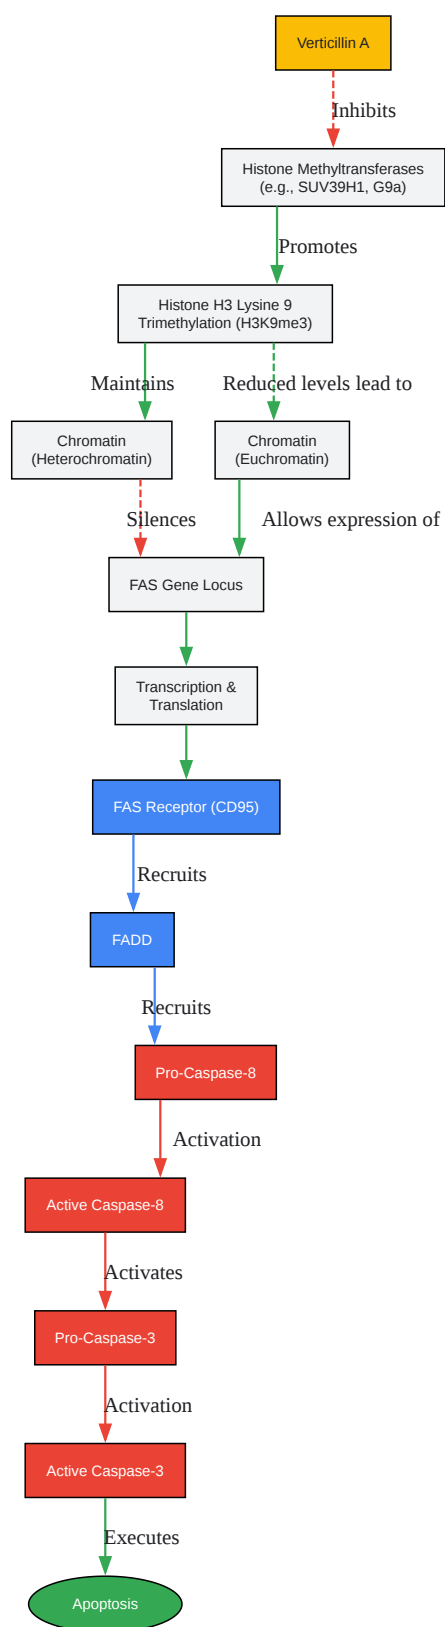 Verticillin A
Inhibits
Histone Methyltransferases
(e.g., SUV39H1, G9a)
Promotes
Histone H3 Lysine 9
Trimethylation (H3K9me3)
Maintains
Reduced levels lead to
Chromatin
(Heterochromatin)
Chromatin
(Euchromatin)
Silences
Allows expression of
FAS Gene Locus
Transcription &
Translation
FAS Receptor (CD95)
Recruits
FADD
Recruits
Pro-Caspase-8
Activation
Active Caspase-8
Activates
Pro-Caspase-3
Activation
Active Caspase-3
Executes
Apoptosis